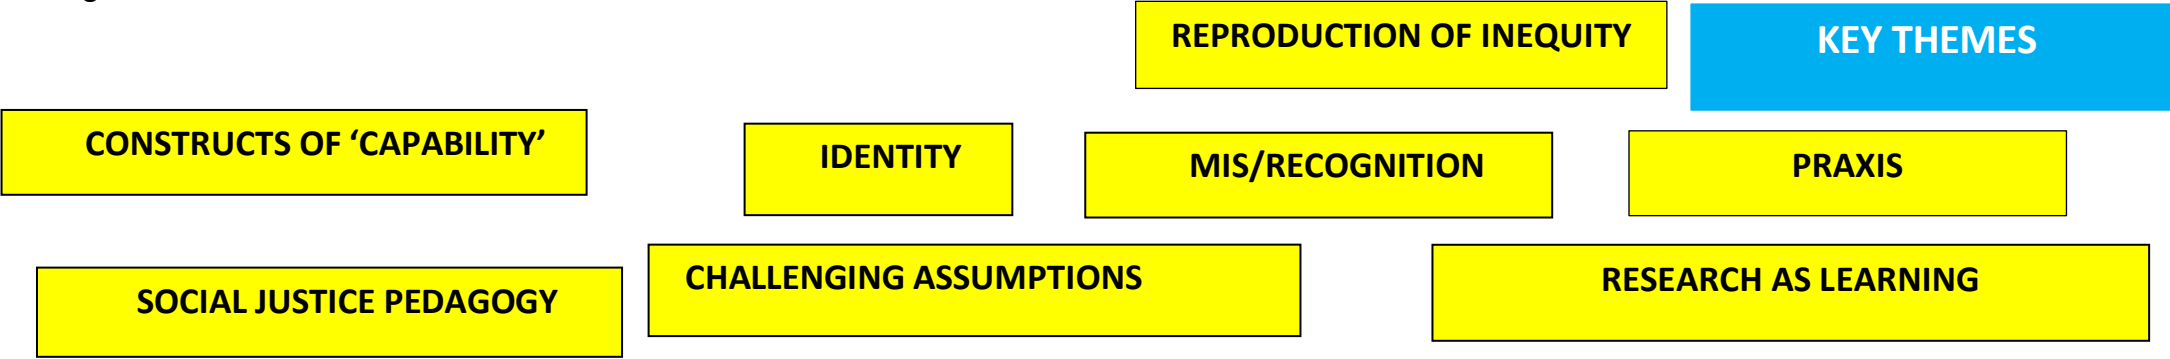 REPRODUCTION OF INEQUITY
KEY THEMES
CONSTRUCTS OF ‘CAPABILITY’
IDENTITY
MIS/RECOGNITION
PRAXIS
SOCIAL JUSTICE PEDAGOGY
CHALLENGING ASSUMPTIONS
RESEARCH AS LEARNING